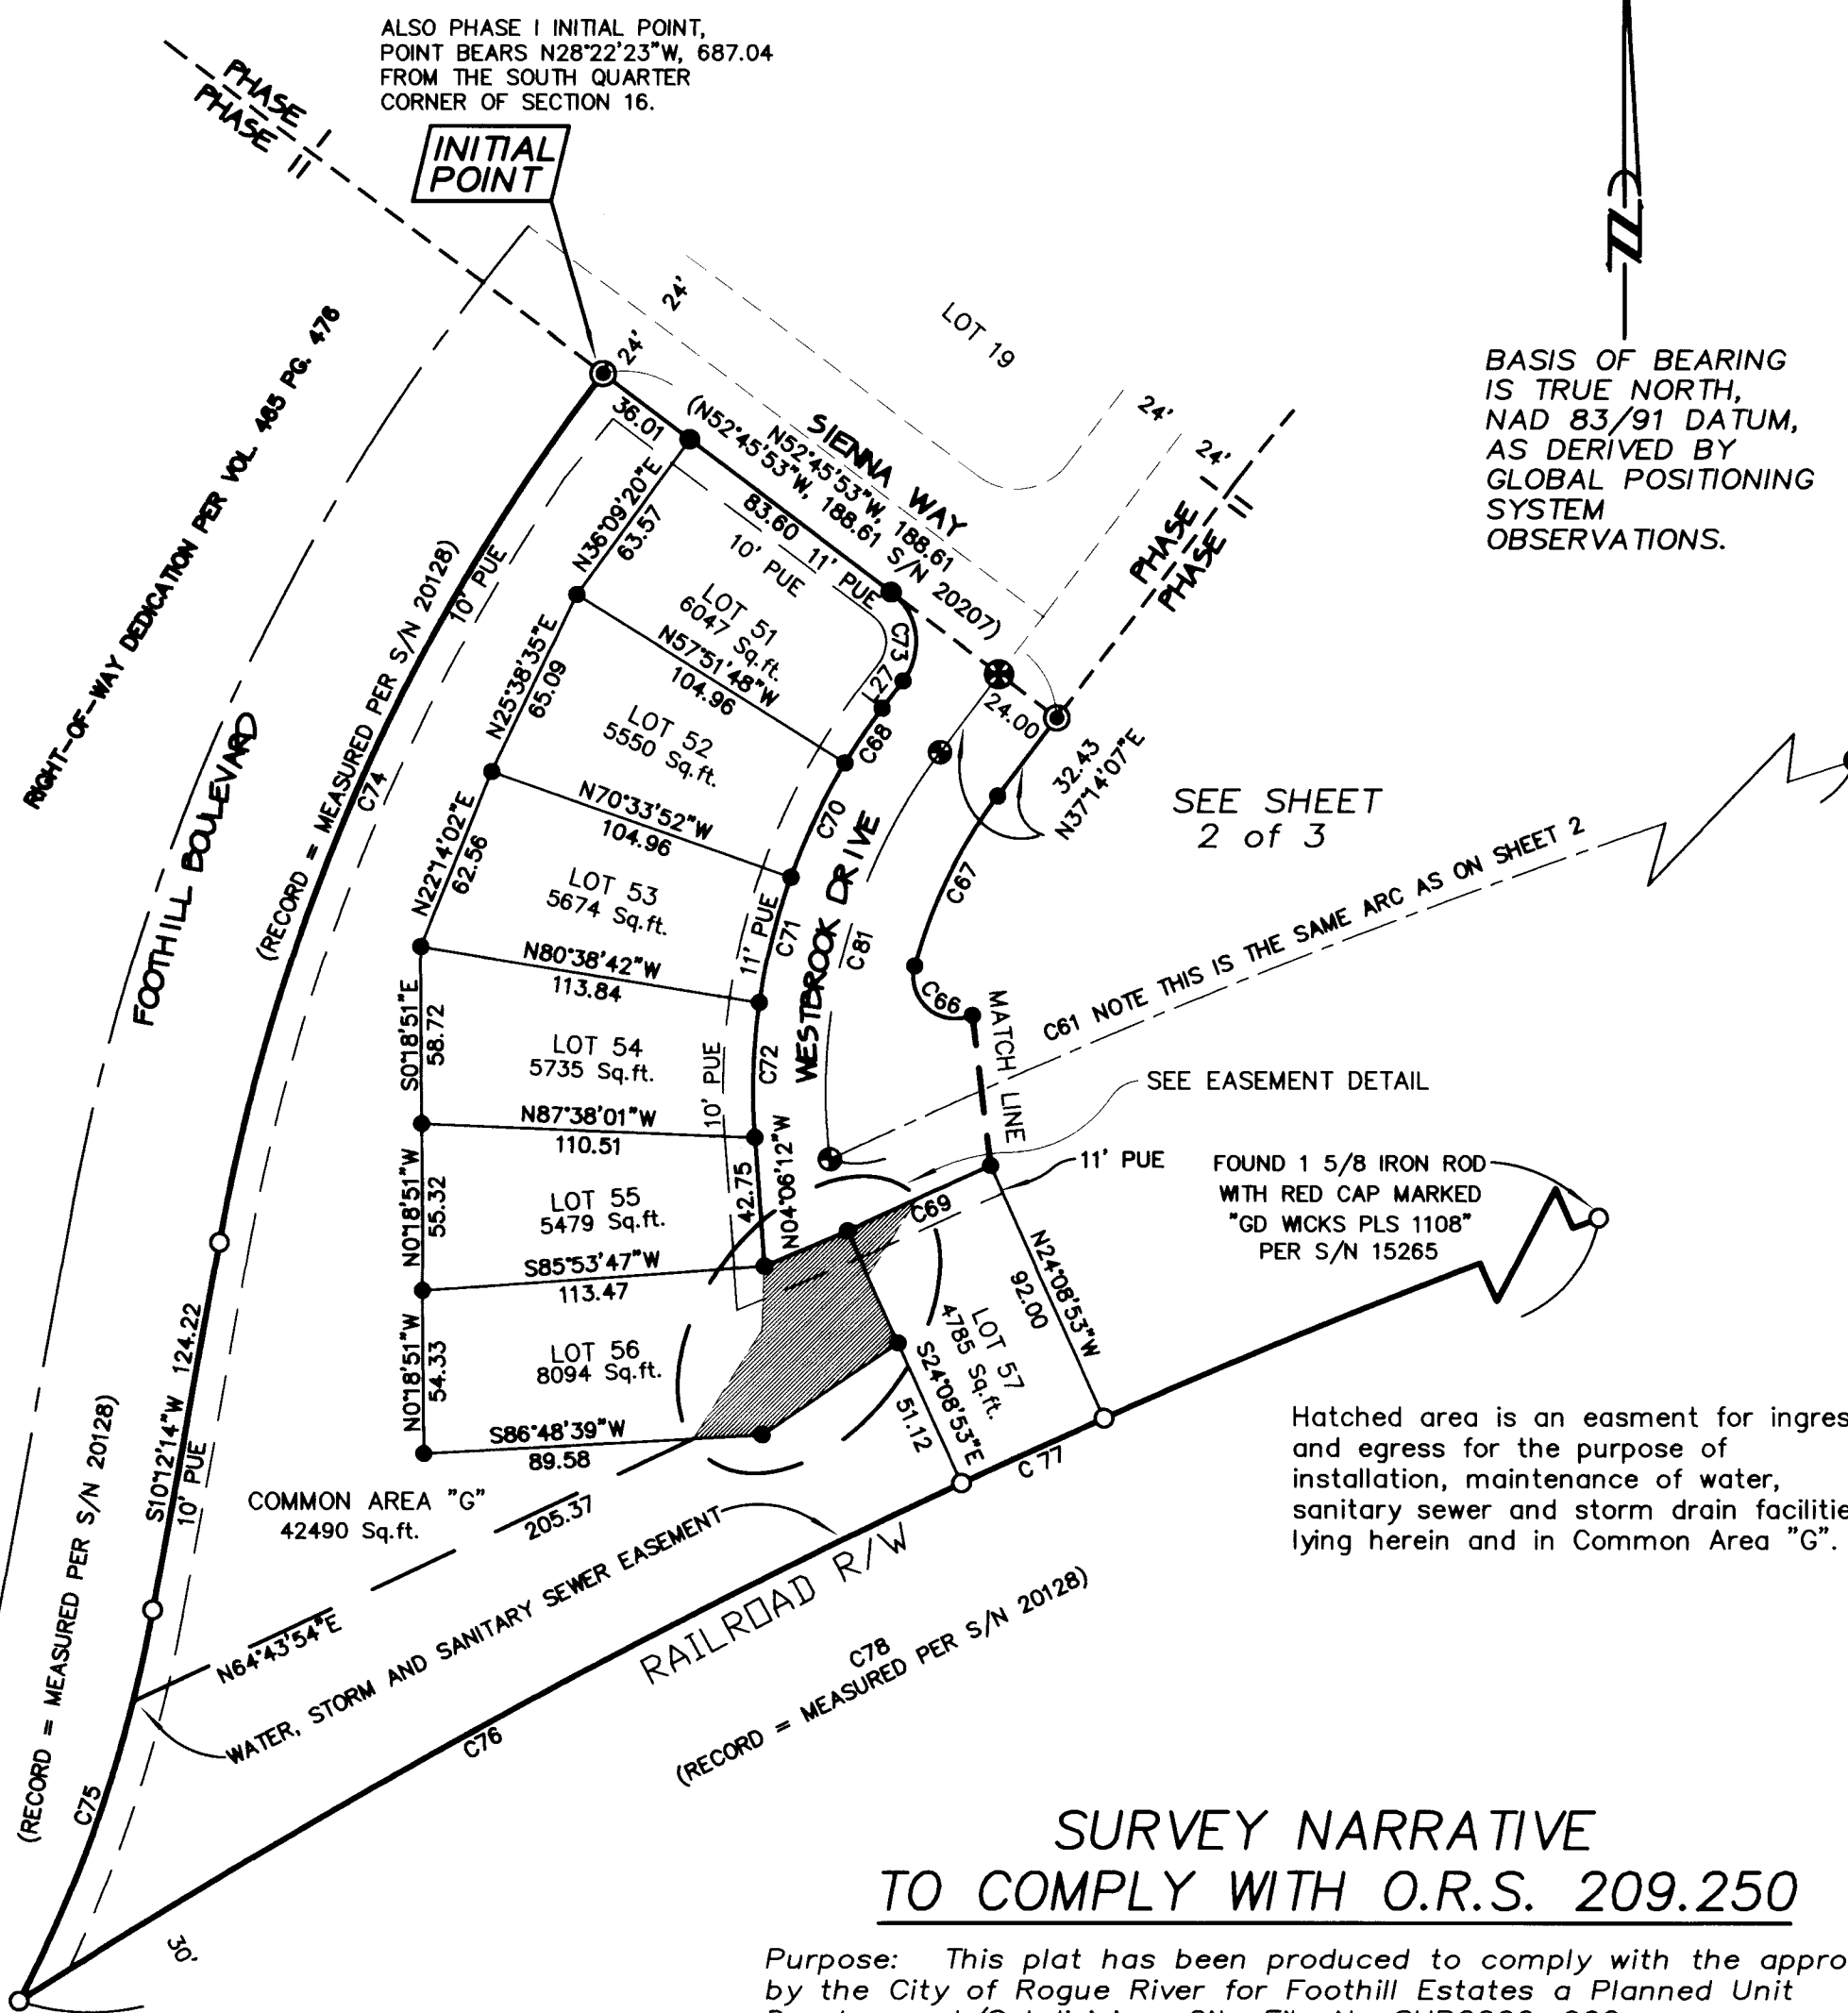 ALSO PHASE I INITIAL POINT,
POINT BEARS N28°22'23"W, 687.04
FROM THE SOUTH QUARTER
CORNER OF SECTION 16.
INITIAL
POINT
PHASE I
PHASE II
24'
24'
LOT 19
24'
24'
BASIS OF BEARING
IS TRUE NORTH,
NAD 83/91 DATUM,
AS DERIVED BY
GLOBAL POSITIONING
SYSTEM
OBSERVATIONS.
RIGHT-OF-WAY DEDICATION PER VOL. 465 PG. 476
FOOTHILL BOULEVARD
SIENNA WAY
N52°45'53"W, 188.61
(N52°45'53"W, 188.61 S/N 20207)
36.01
83.60
11' PUE
10' PUE
PHASE I
PHASE II
N36°09'20"E
63.57
LOT 51
6047 Sq.ft.
N57°51'48"W
104.96
C73
L27
24.00
32.43
N37°14'07"E
(RECORD = MEASURED PER S/N 20128)
C74
10' PUE
N25°38'35"E
65.09
LOT 52
5550 Sq.ft.
C68
N70°33'52"W
104.96
C70
N22°14'02"E
62.56
LOT 53
5674 Sq.ft.
11' PUE
C71
WESTBROOK DRIVE
C81
C67
SEE SHEET
2 of 3
C61 NOTE THIS IS THE SAME ARC AS ON SHEET 2
N80°38'42"W
113.84
C66
MATCH LINE
S0°18'51"E
58.72
LOT 54
5735 Sq.ft.
10' PUE
C72
SEE EASEMENT DETAIL
N87°38'01"W
110.51
N0°18'51"W
55.32
LOT 55
5479 Sq.ft.
42.75
N04°06'12"W
11' PUE
FOUND 1 5/8 IRON ROD
WITH RED CAP MARKED
"GD WICKS PLS 1108"
PER S/N 15265
C69
S85°53'47"W
113.47
N24°08'53"W
92.00
N0°18'51"W
54.33
LOT 56
8094 Sq.ft.
LOT 57
4785 Sq.ft.
S24°08'53"E
51.12
S86°48'39"W
89.58
C77
S10°12'14"W 124.22
10' PUE
Hatched area is an easment for ingres
and egress for the purpose of
installation, maintenance of water,
sanitary sewer and storm drain facilitie
lying herein and in Common Area "G".
COMMON AREA "G"
42490 Sq.ft.
205.37
N64°43'54"E
WATER, STORM AND SANITARY SEWER EASEMENT
RAILROAD R/W
C78
(RECORD = MEASURED PER S/N 20128)
C76
(RECORD = MEASURED PER S/N 20128)
C75
30'
SURVEY NARRATIVE
TO COMPLY WITH O.R.S. 209.250
Purpose: This plat has been produced to comply with the appro
by the City of Rogue River for Foothill Estates a Planned Unit